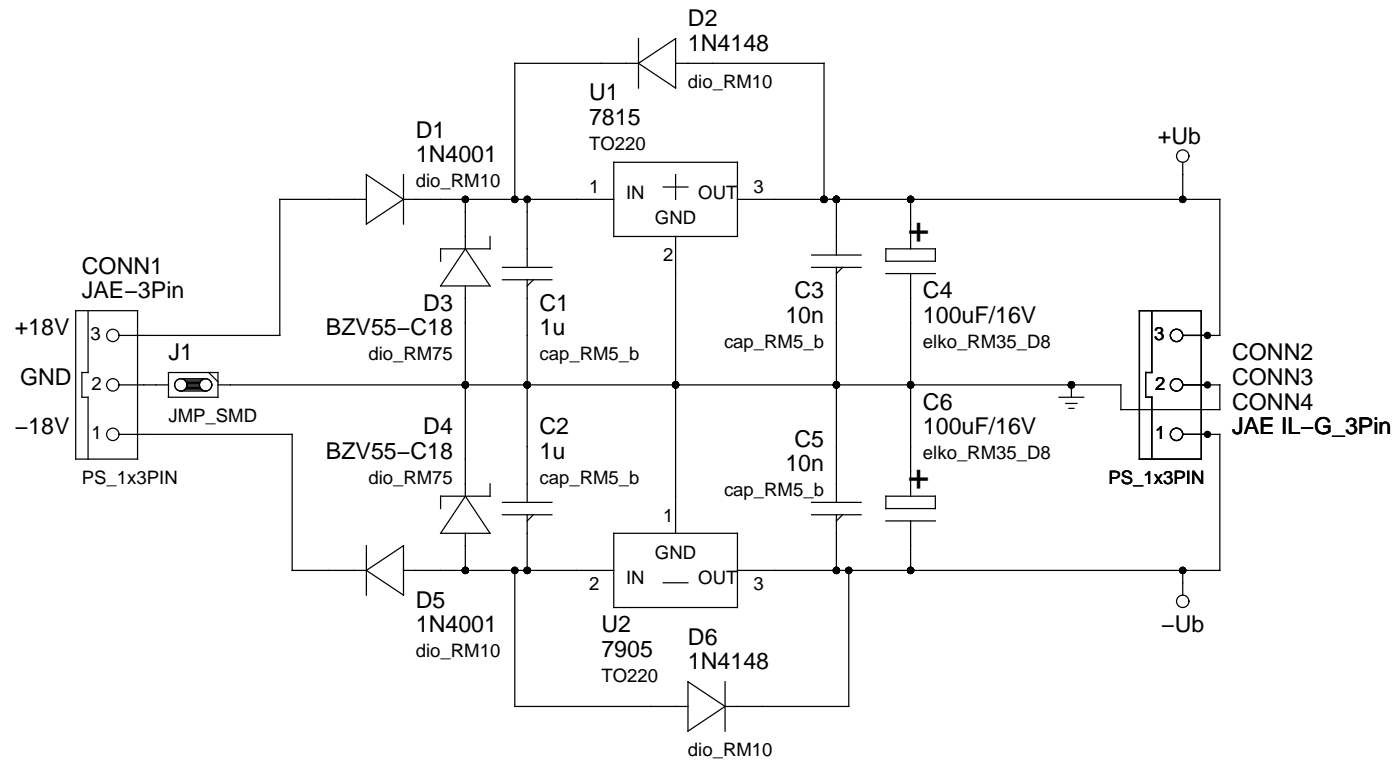 D2
1N4148
dio_RM10
U1
7815
TO220
D1
1N4001
dio_RM10
+Ub
1
IN
+
OUT
GND
3
2
CONN1
JAE–3Pin
+18V
3
GND
2
–18V
1
PS_1x3PIN
J1
JMP_SMD
D3
BZV55–C18
dio_RM75
C1
1u
cap_RM5_b
C3
10n
cap_RM5_b
+
C4
100uF/16V
elko_RM35_D8
3
2
1
CONN2
CONN3
CONN4
JAE IL–G_3Pin
PS_1x3PIN
D4
BZV55–C18
dio_RM75
C2
1u
cap_RM5_b
C5
10n
cap_RM5_b
C6
100uF/16V
elko_RM35_D8
+
1
GND
2
IN
—
OUT
3
U2
7905
TO220
D5
1N4001
dio_RM10
D6
1N4148
dio_RM10
–Ub